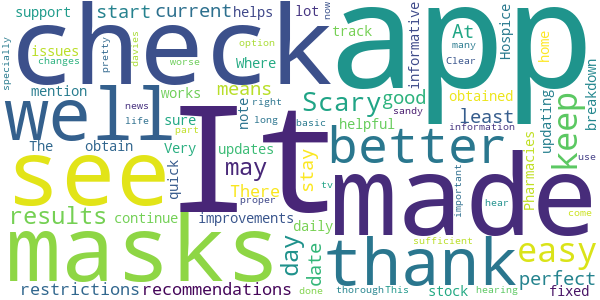 support
current
helps
lot
At
now
option
pretty
davies
specially
issues
changes
worse
start
check
app
track
many
Clear
informative
Hospice
home
breakdown
mention
Where
means
Scary
good
obtained
works
well
news
life
right
long
basic
sandy
least
note
sure
helpful
updating
keep
use
Pharmacies
information
The
obtain
Very
updates
part
It
may
better
see
quick
There
stay
tv
made
results
continue
improvements
proper
daily
important
hear
come
masks
day
date
thank
sufficient
easy
perfect
restrictions
recommendations
done
thoroughThis
stock
hearing
fixed